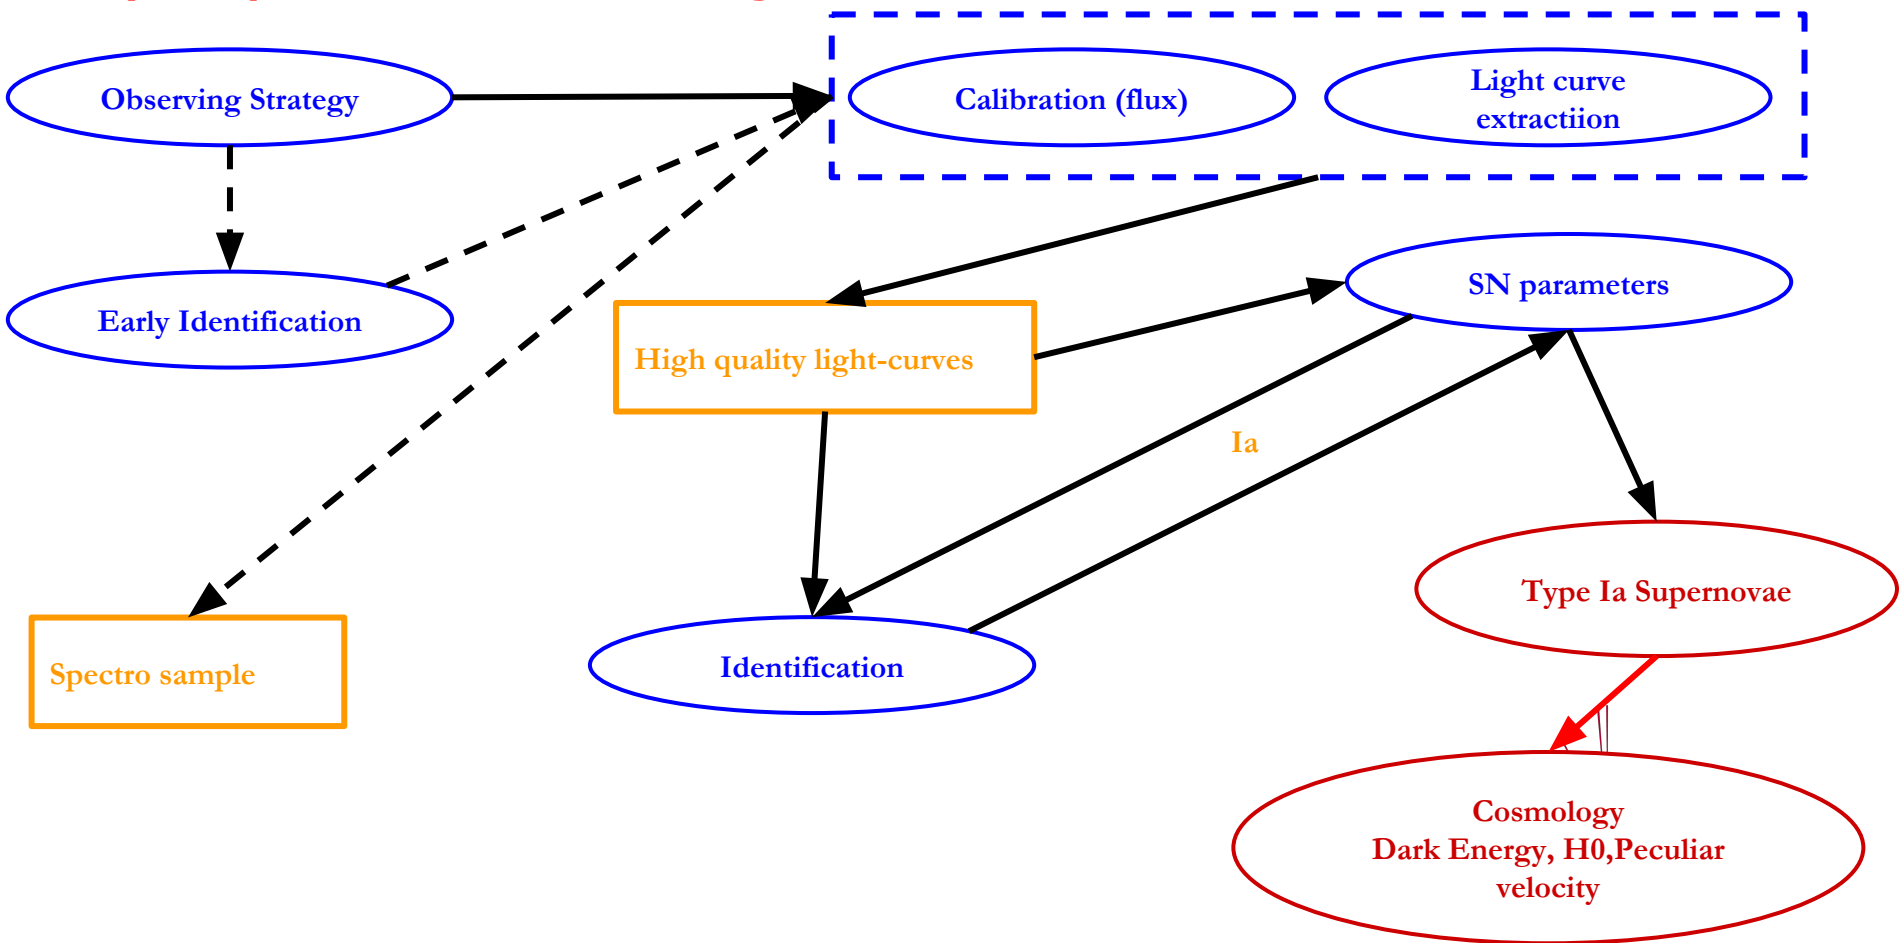 Observing Strategy
Calibration (flux)
Light curve
extractiion
SN parameters
Early Identification
High quality light-curves
Ia
Type Ia Supernovae
Spectro sample
Identification
Cosmology
Dark Energy, H0,Peculiar
velocity